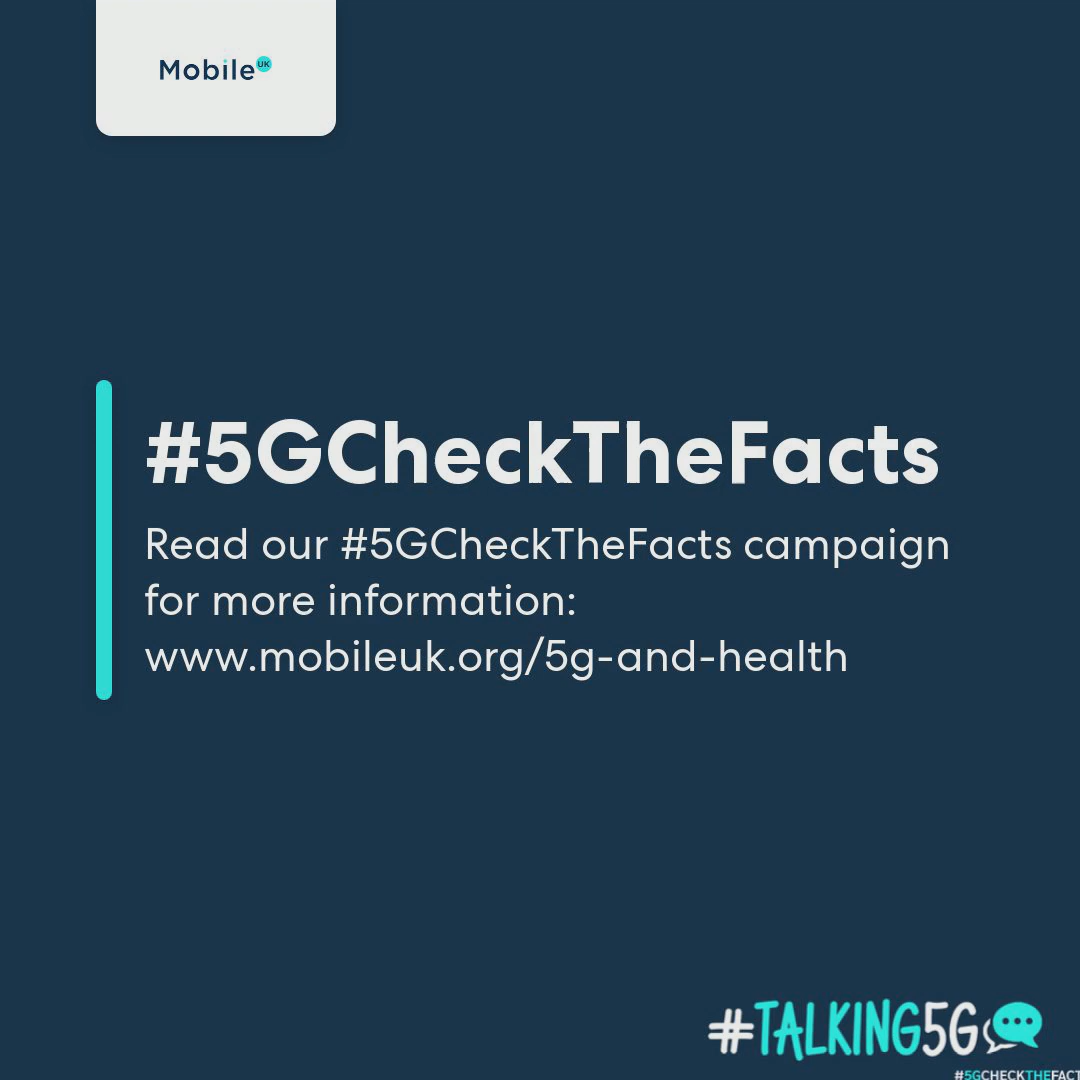 Mobile UK
#5GCheckTheFacts
Read our #5GCheckTheFacts campaign
for more information:
www.mobileuk.org/5g-and-health
#TALKING5G
#5GCHECKTHEFACT